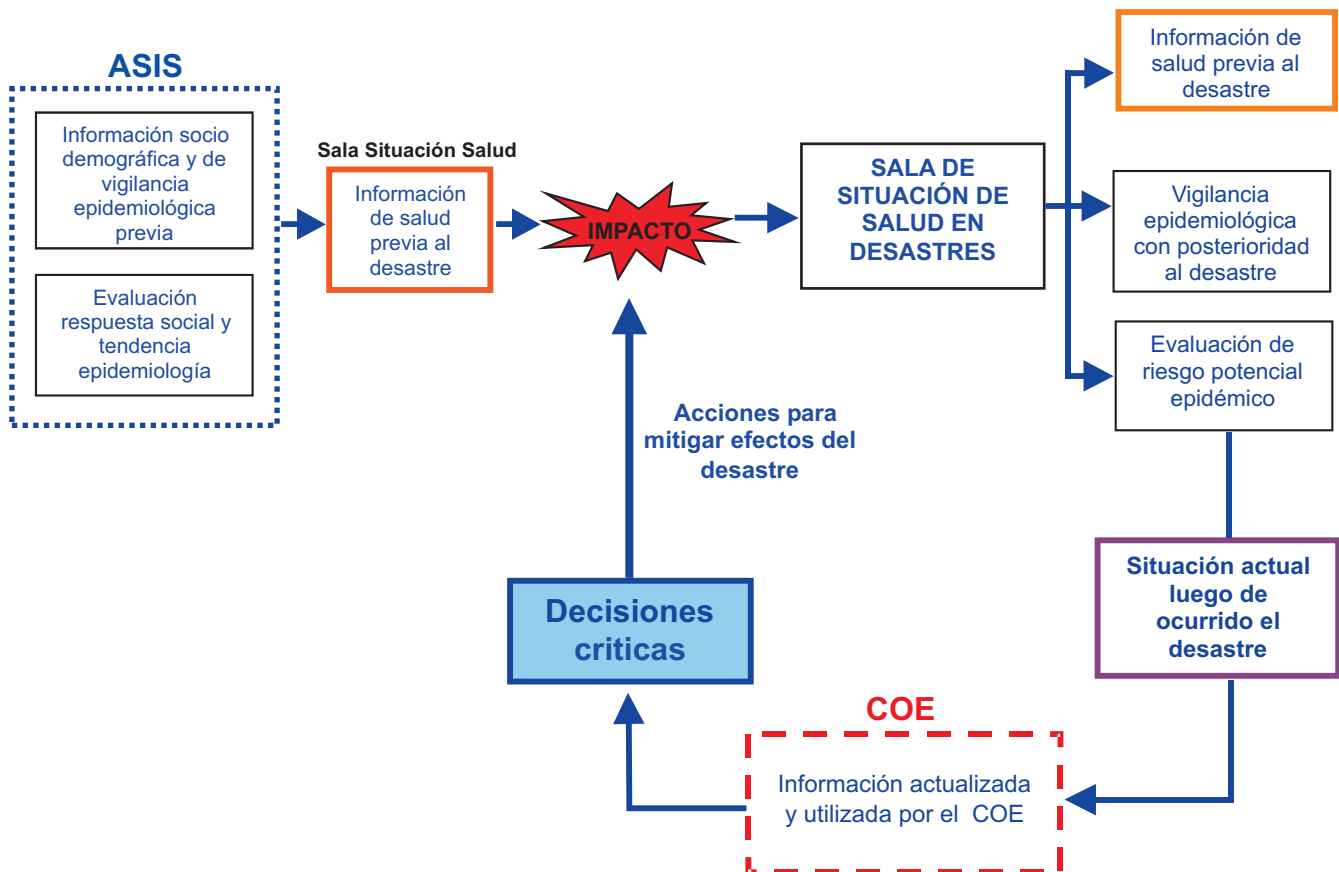 ASIS
Información socio
demográfica y de
vigilancia
epidemiológica
previa
Evaluación
respuesta social y
tendencia
epidemiología
Sala Situación Salud
Información
de salud
previa al
desastre
IMPACTO
SALA DE
SITUACIÓN DE
SALUD EN
DESASTRES
Información de
salud previa al
desastre
Vigilancia
epidemiológica
con posterioridad
al desastre
Evaluación de
riesgo potencial
epidémico
Situación actual
luego de
ocurrido el
desastre
COE
Información actualizada
y utilizada por el COE
Decisiones
criticas
Acciones para
mitigar efectos del
desastre